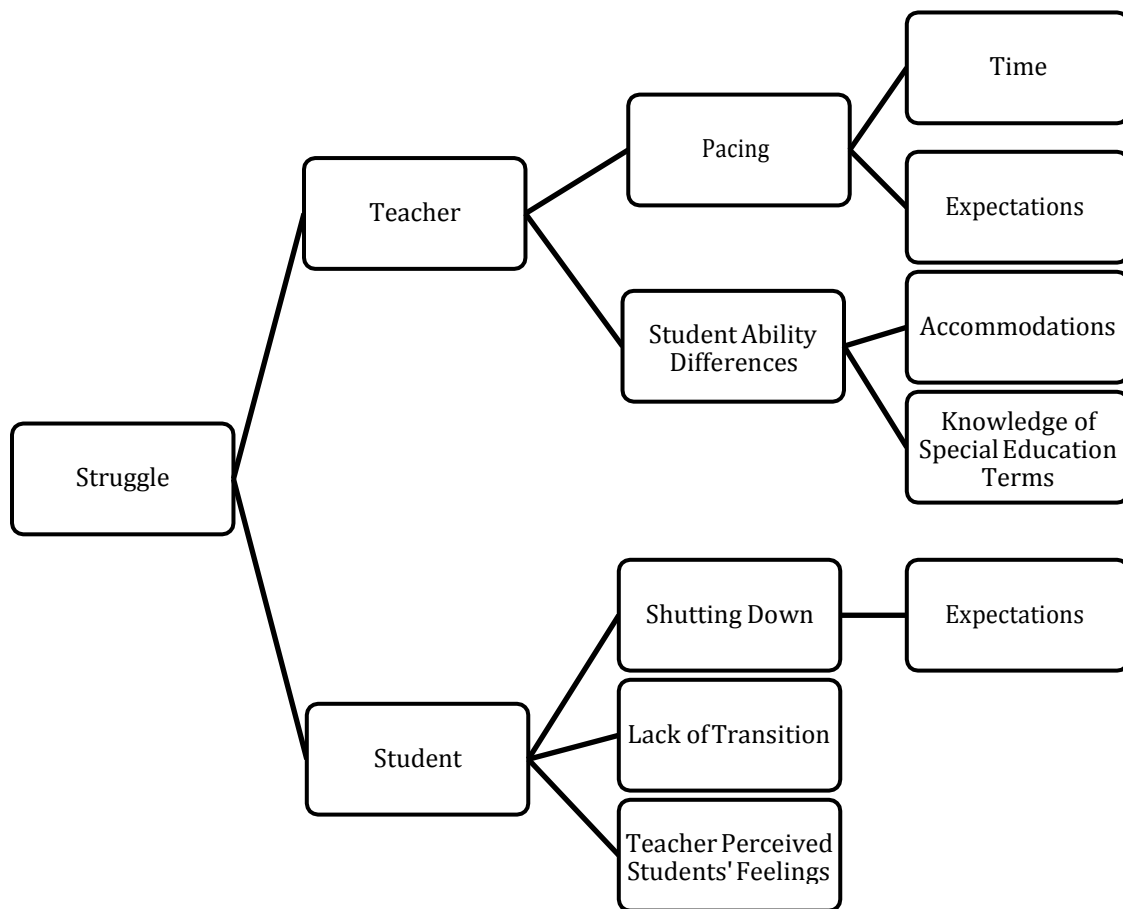 Struggle
Teacher
Pacing
Time
Expectations
Student Ability
Differences
Accommodations
Knowledge of
Special Education
Terms
Student
Shutting Down
Expectations
Lack of Transition
Teacher Perceived
Students' Feelings